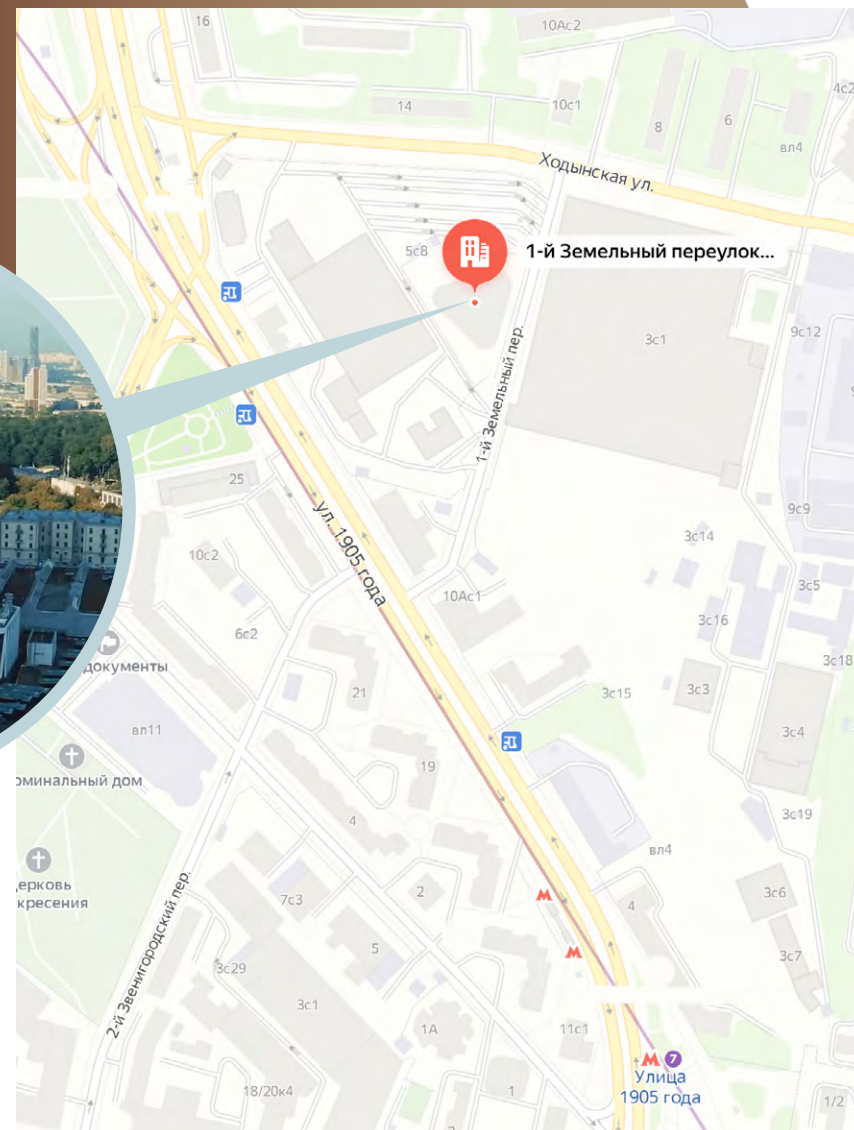 16
10Ас2
4с2
14
10с1
8
6
вл4
Ходынская ул.
5с8
1-й Земельный переулок...
3с1
9с12
1-й Земельный пер.
25
ул. 1905 года
9с9
3с14
10с2
3с5
10Ас1
3с16
6с2
документы
3с18
21
3с3
3с15
вл11
3с4
19
оминальный дом
3с19
4
вл4
ерковь
кресения
2-й Звенигородский пер.
7с3
2
4
3с6
5
3с7
3с29
3с1
1А
11с1
М
М
М 7
Улица
1905 года
18/20к4
1
1/2